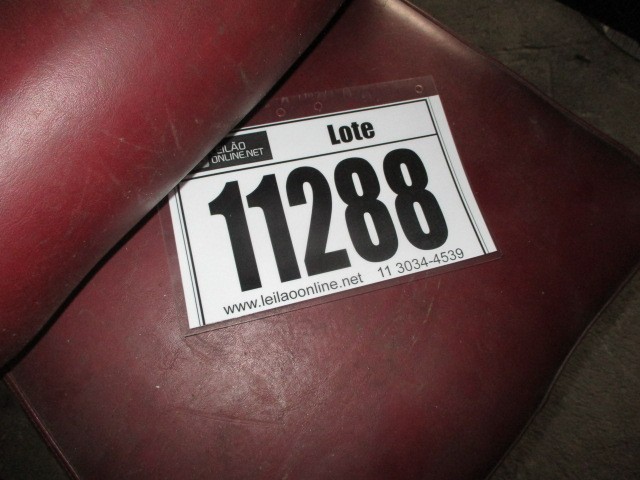 Lote
LEILÃO
ONLINE.NET
11288
www.leilaoonline.net 11 3034-4539